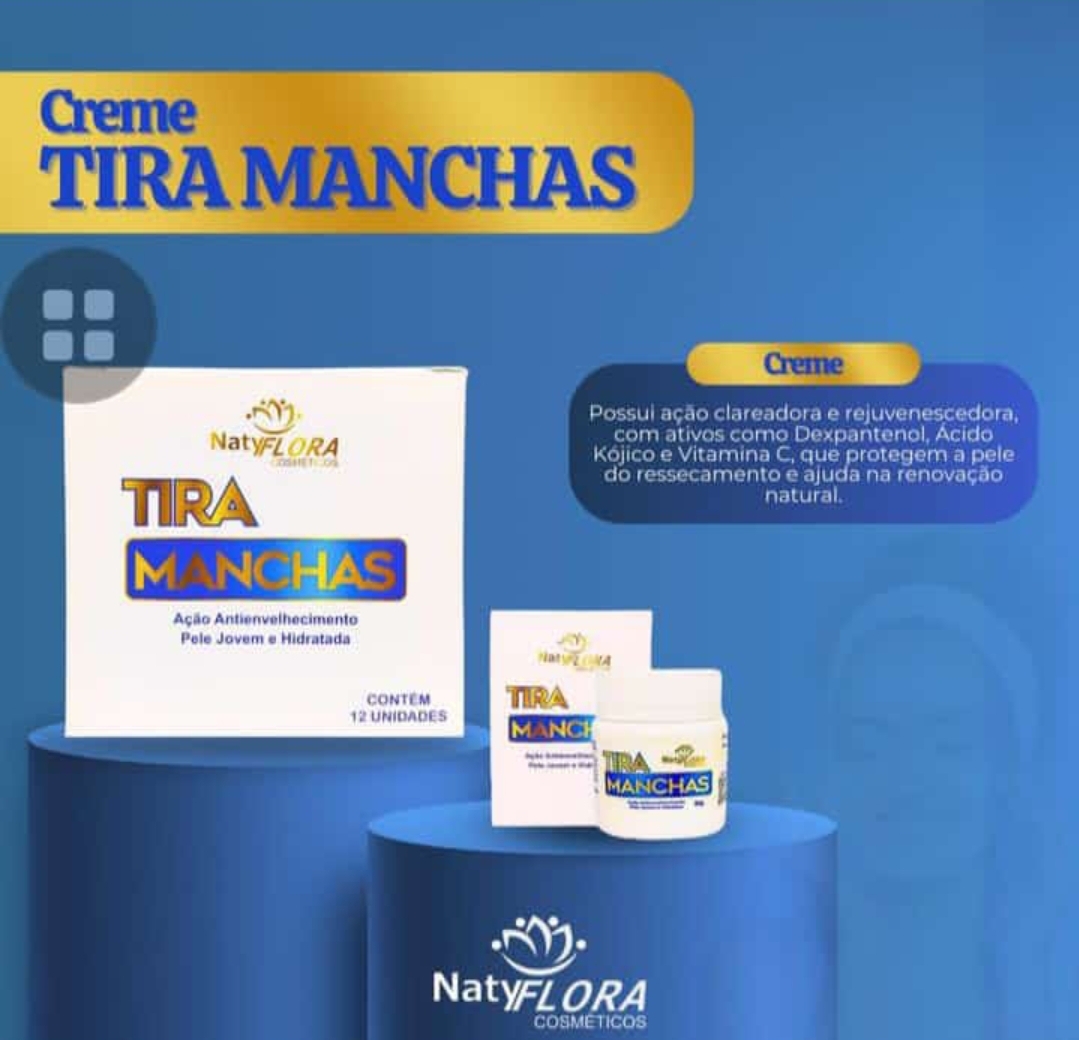 Creme
TIRA MANCHAS
NatyFLORA
COSMÉTICOS
TIRA
MANCHAS
Ação Antienvelhecimento
Pele Jovem e Hidratada
CONTÉM
12 UNIDADES
Creme
Possui ação clareadora e rejuvenescedora,
com ativos como Dexpantenol, Ácido
Kójico e Vitamina C, que protegem a pele
do ressecamento e ajuda na renovação
natural.
NatyFLORA
TIRA
MANCH
TIRA
MANCHAS
NatyFLORA
COSMÉTICOS